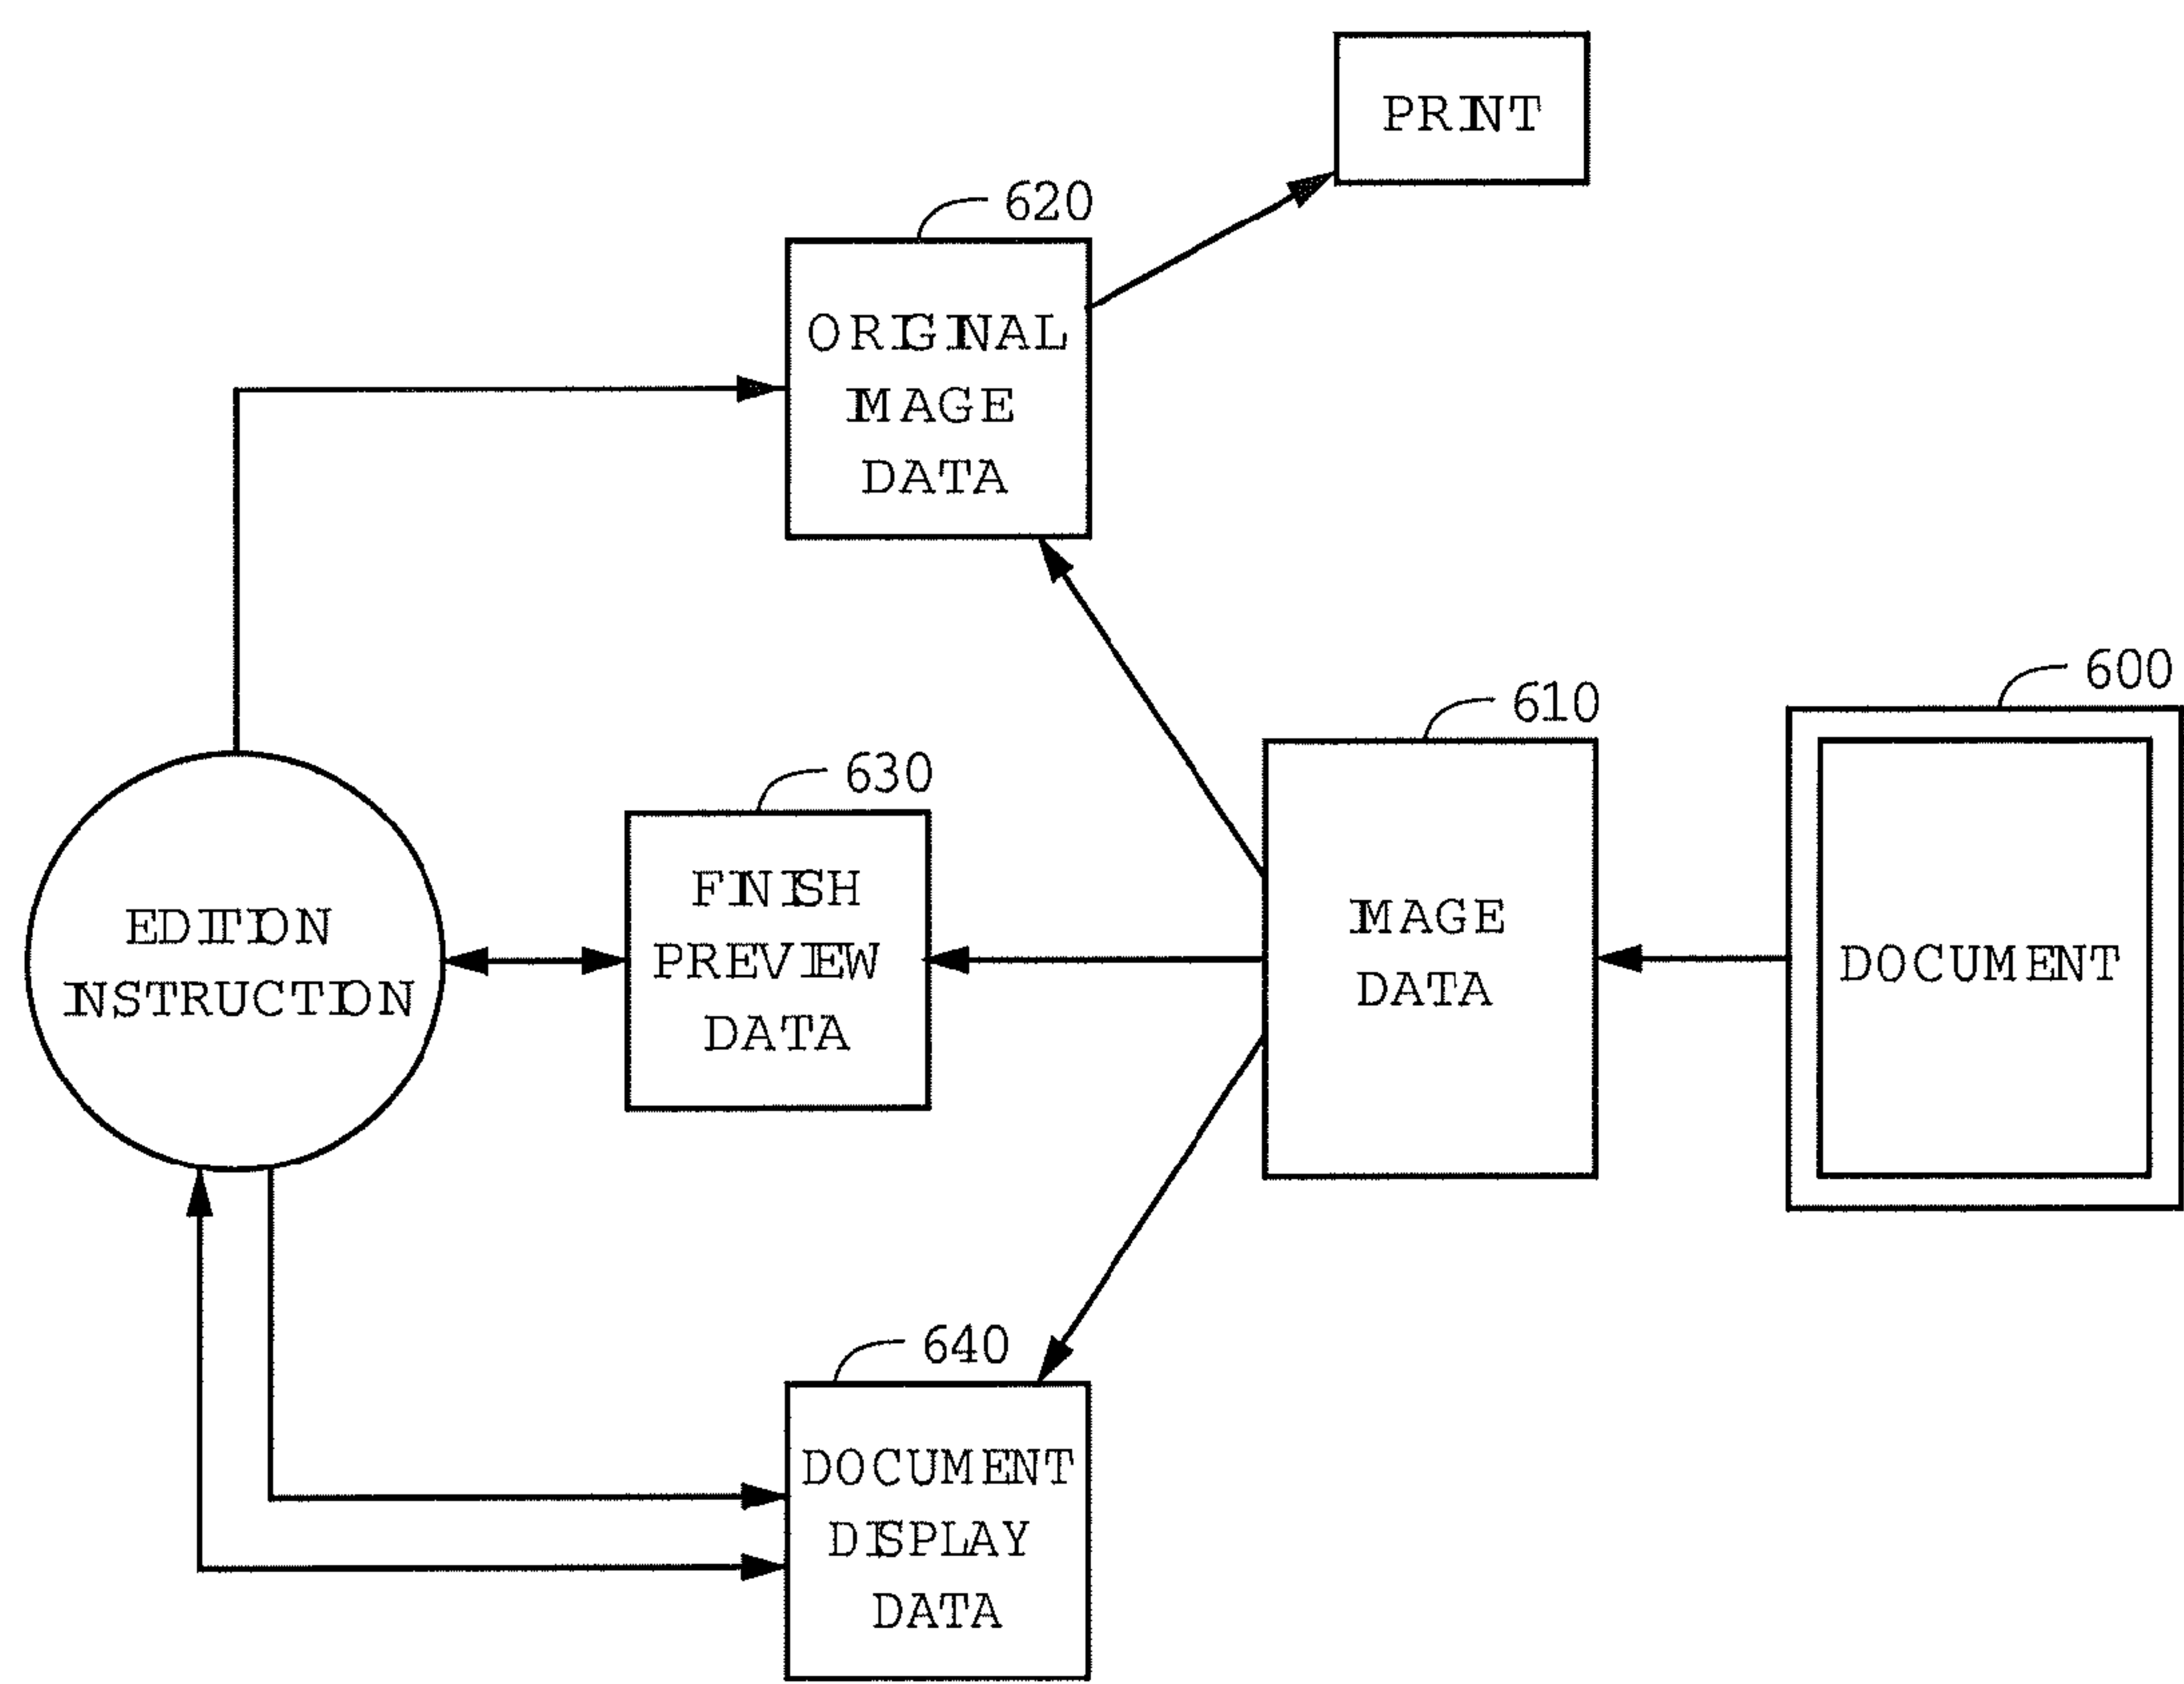 PRINT
620
ORIGINAL
IMAGE
DATA
600
610
630
FINISH
PREVIEW
DATA
EDITION
INSTRUCTION
IMAGE
DATA
DOCUMENT
640
DOCUMENT
DISPLAY
DATA